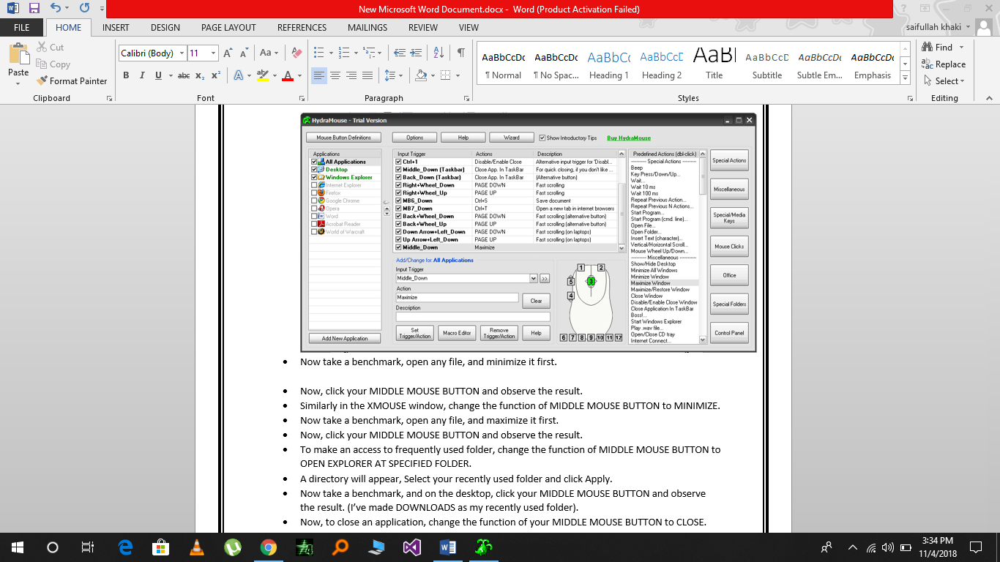 New Microsoft Word Document.docx - Word (Product Activation Failed)
FILE HOME INSERT DESIGN PAGE LAYOUT REFERENCES MAILINGS REVIEW VIEW saifullah khaki
Paste
Cut
Copy
Format Painter
Calibri (Body) 11
AaBbCcDc AaBbCcDc AaBbCc AaBbCcD AaBl AaBbCcD AaBbCcDc AaBbCcDc
¶ Normal ¶ No Spac... Heading 1 Heading 2 Title Subtitle Subtle Em... Emphasis
Find
Replace
Select
Clipboard Font Paragraph Styles Editing
HydraMouse - Trial Version
Mouse Button Definitions Options Help Wizard Show Introductory Tips Buy HydraMouse
Applications
All Applications
Desktop
Windows Explorer
Internet Explorer
Firefox
Google Chrome
Opera
Word
Acrobat Reader
World of Warcraft
Add New Application
Input Trigger Actions Description
Ctrl+1 Disable/Enable Close Alternative input trigger for 'Disabl...
Middle_Down (Taskbar) Close App. In TaskBar For quick closing, if you don't like ...
Back_Down (Taskbar) Close App. In TaskBar (Alternative button)
Right+Wheel_Down PAGE DOWN Fast scrolling
Right+Wheel_Up PAGE UP Fast scrolling
MB6_Down Ctrl+S Save document
MB7_Down Ctrl+T Open a new tab in internet browsers
Back+Wheel_Down PAGE DOWN Fast scrolling (alternative button)
Back+Wheel_Up PAGE UP Fast scrolling (alternative button)
Down Arrow+Left_Down PAGE DOWN Fast scrolling (on laptops)
Up Arrow+Left_Down PAGE UP Fast scrolling (on laptops)
Middle_Down Maximize
Add/Change for All Applications
Input Trigger
Middle_Down >>
Action
Maximize
Clear
Description
Set Trigger/Action Macro Editor Remove Trigger/Action Help
1 2
5 3
4
6 7 8 9 10 11 12
Predefined Actions (dbl-click)
---------- Special Actions ----------
Beep
Key Press/Down/Up...
Wait...
Wait 10 ms
Wait 100 ms
Repeat Previous Action...
Repeat Previous N Actions...
Start Program...
Start Program (cmd. line)...
Open File...
Open Folder...
Insert Text (character)...
Vertical/Horizontal Scroll...
Mouse Wheel Up/Down...
---------- Miscellaneous -----------
Show/Hide Desktop
Minimize All Windows
Minimize Window
Maximize Window
Maximize/Restore Window
Close Window
Disable/Enable Close Window
Close Application In TaskBar
Boss!...
Start Windows Explorer
Play .wav file...
Open/Close CD tray
Internet Connect...
Special Actions
Miscellaneous
Special/Media Keys
Mouse Clicks
Office
Special Folders
Control Panel
• Now take a benchmark, open any file, and minimize it first.
• Now, click your MIDDLE MOUSE BUTTON and observe the result.
• Similarly in the XMOUSE window, change the function of MIDDLE MOUSE BUTTON to MINIMIZE.
• Now take a benchmark, open any file, and maximize it first.
• Now, click your MIDDLE MOUSE BUTTON and observe the result.
• To make an access to frequently used folder, change the function of MIDDLE MOUSE BUTTON to
OPEN EXPLORER AT SPECIFIED FOLDER.
• A directory will appear, Select your recently used folder and click Apply.
• Now take a benchmark, and on the desktop, click your MIDDLE MOUSE BUTTON and observe
the result. (I've made DOWNLOADS as my recently used folder).
• Now, to close an application, change the function of your MIDDLE MOUSE BUTTON to CLOSE.
3:34 PM
11/4/2018